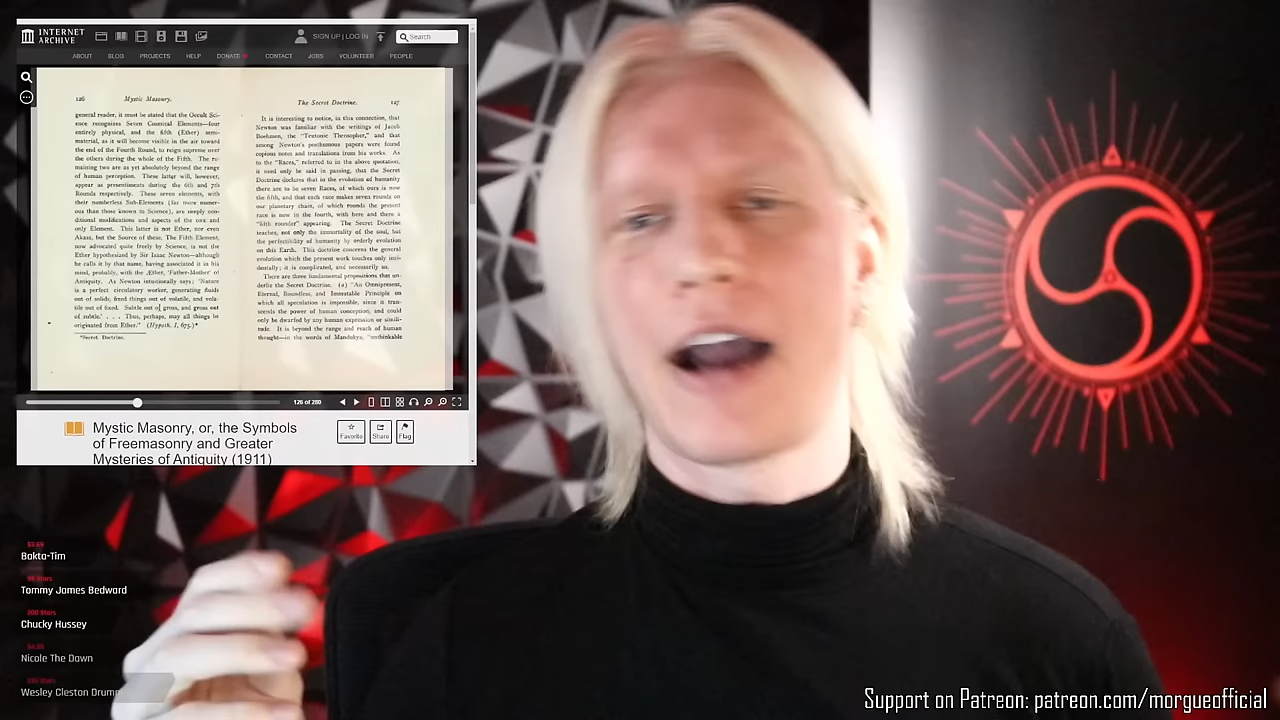 INTERNET
ARCHIVE
SIGN UP | LOG IN
Search
ABOUT BLOG PROJECTS HELP DONATE CONTACT JOBS VOLUNTEER PEOPLE
126 Mystic Masonry.
general reader, it must be stated that the Occult Sci-
ence recognizes Seven Cosmical Elements—four
entirely physical, and the fifth (Ether) semi-
material, as it will become visible in the air toward
the end of the Fourth Round, to reign supreme over
the others during the whole of the Fifth. The re-
maining two are as yet absolutely beyond the range
of human perception. These latter will, however,
appear as presentments during the 6th and 7th
Rounds respectively. These seven elements, with
their numberless Sub-Elements (far more numer-
ous than those known to Science), are simply con-
ditional modifications and aspects of the ONE and
only Element. This latter is not Ether, nor even
Akasa, but the Source of these. The Fifth Element,
now advocated quite freely by Science, is not the
Ether hypothesized by Sir Isaac Newton—although
he calls it by that name, having associated it in his
mind, probably, with the Æther, 'Father-Mother' of
Antiquity. As Newton intentionally says; 'Nature
is a perfect circulatory worker, generating fluids
out of solids, fixed things out of volatile, and vola-
tile out of fixed. Subtle out of gross, and gross out
of subtle.' . . . Thus, perhaps, may all things be
originated from Ether." (Hypoth. I, 675.)*
*Secret Doctrine.
The Secret Doctrine. 127
It is interesting to notice, in this connection, that
Newton was familiar with the writings of Jacob
Boehmen, the "Teutonic Theosopher," and that
among Newton's posthumous papers were found
copious notes and translations from his works. As
to the "Races," referred to in the above quotation,
it need only be said in passing, that the Secret
Doctrine declares that in the evolution of humanity
there are to be seven Races, of which ours is now
the fifth, and that each race makes seven rounds on
our planetary chain, of which rounds the present
race is now in the fourth, with here and there a
"fifth rounder" appearing. The Secret Doctrine
teaches, not only the immortality of the soul, but
the perfectibility of humanity by orderly evolution
on this Earth. This doctrine concerns the general
evolution which the present work touches only inci-
dentally; it is complicated, and necessarily so.
There are three fundamental propositions that un-
derlie the Secret Doctrine. (a) "An Omnipresent,
Eternal, Boundless, and Immutable Principle on
which all speculation is impossible, since it tran-
scends the power of human conception, and could
only be dwarfed by any human expression or simili-
tude. It is beyond the range and reach of human
thought—in the words of Mandukya, "unthinkable
126 of 280
Mystic Masonry, or, the Symbols
of Freemasonry and Greater
Mysteries of Antiquity (1911)
Favorite Share Flag
$3.69
Bakta-Tim
Tommy James Bedward
200 Stars
Chucky Hussey
Nicole The Dawn
Wesley Cleston Drump
Support on Patreon: patreon.com/morgueofficial